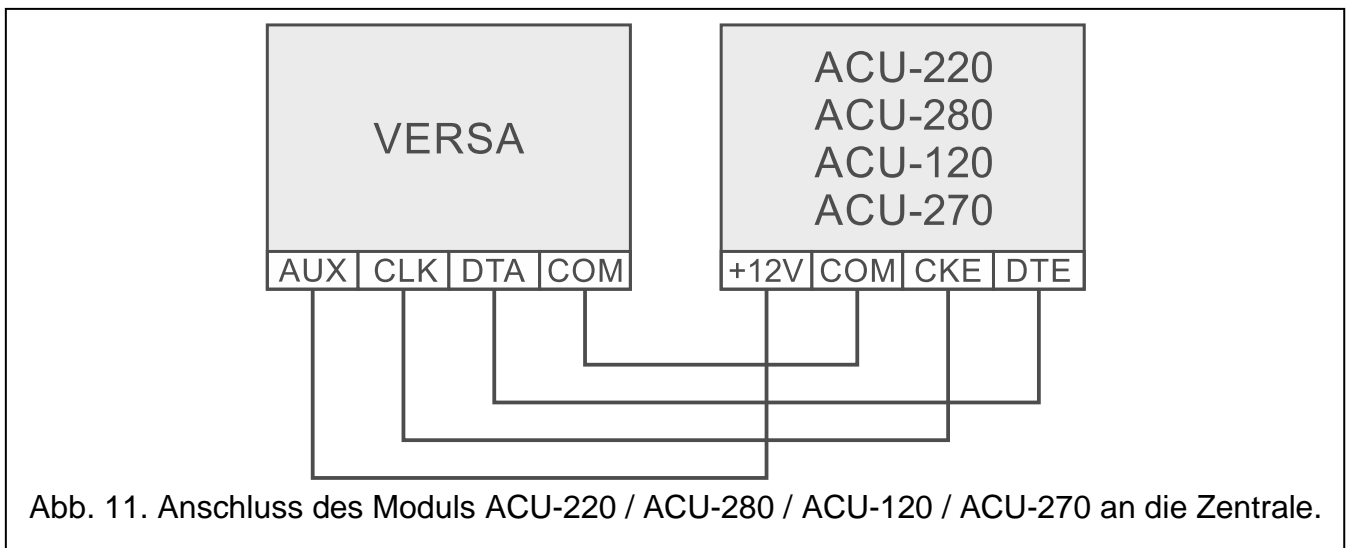 VERSA
AUX CLK DTA COM
ACU-220
ACU-280
ACU-120
ACU-270
+12V COM CKE DTE
Abb. 11. Anschluss des Moduls ACU-220 / ACU-280 / ACU-120 / ACU-270 an die Zentrale.